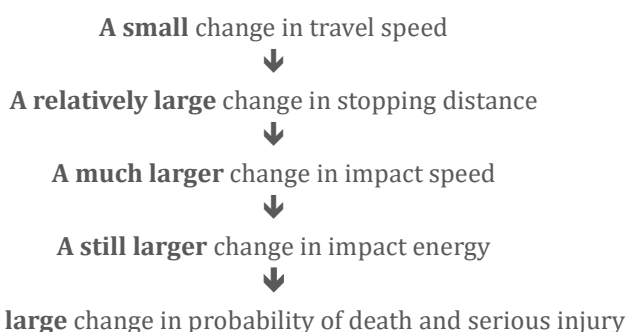 A small change in travel speed
A relatively large change in stopping distance
A much larger change in impact speed
A still larger change in impact energy
large change in probability of death and serious injury